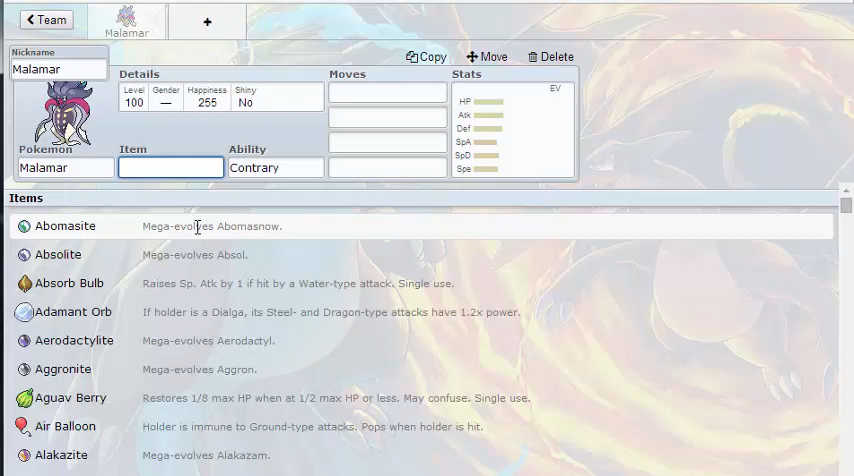 < Team
Malamar
+
Nickname
Malamar
Copy Move Delete
Details
Level Gender Happiness Shiny
100 — 255 No
Moves
Stats
EV
HP
Atk
Def
SpA
SpD
Spe
Pokemon Item Ability
Malamar Contrary
Items
Abomasite Mega-evolves Abomasnow.
Absolite Mega-evolves Absol.
Absorb Bulb Raises Sp. Atk by 1 if hit by a Water-type attack. Single use.
Adamant Orb If holder is a Dialga, its Steel- and Dragon-type attacks have 1.2x power.
Aerodactylite Mega-evolves Aerodactyl.
Aggronite Mega-evolves Aggron.
Aguav Berry Restores 1/8 max HP when at 1/2 max HP or less. May confuse. Single use.
Air Balloon Holder is immune to Ground-type attacks. Pops when holder is hit.
Alakazite Mega-evolves Alakazam.